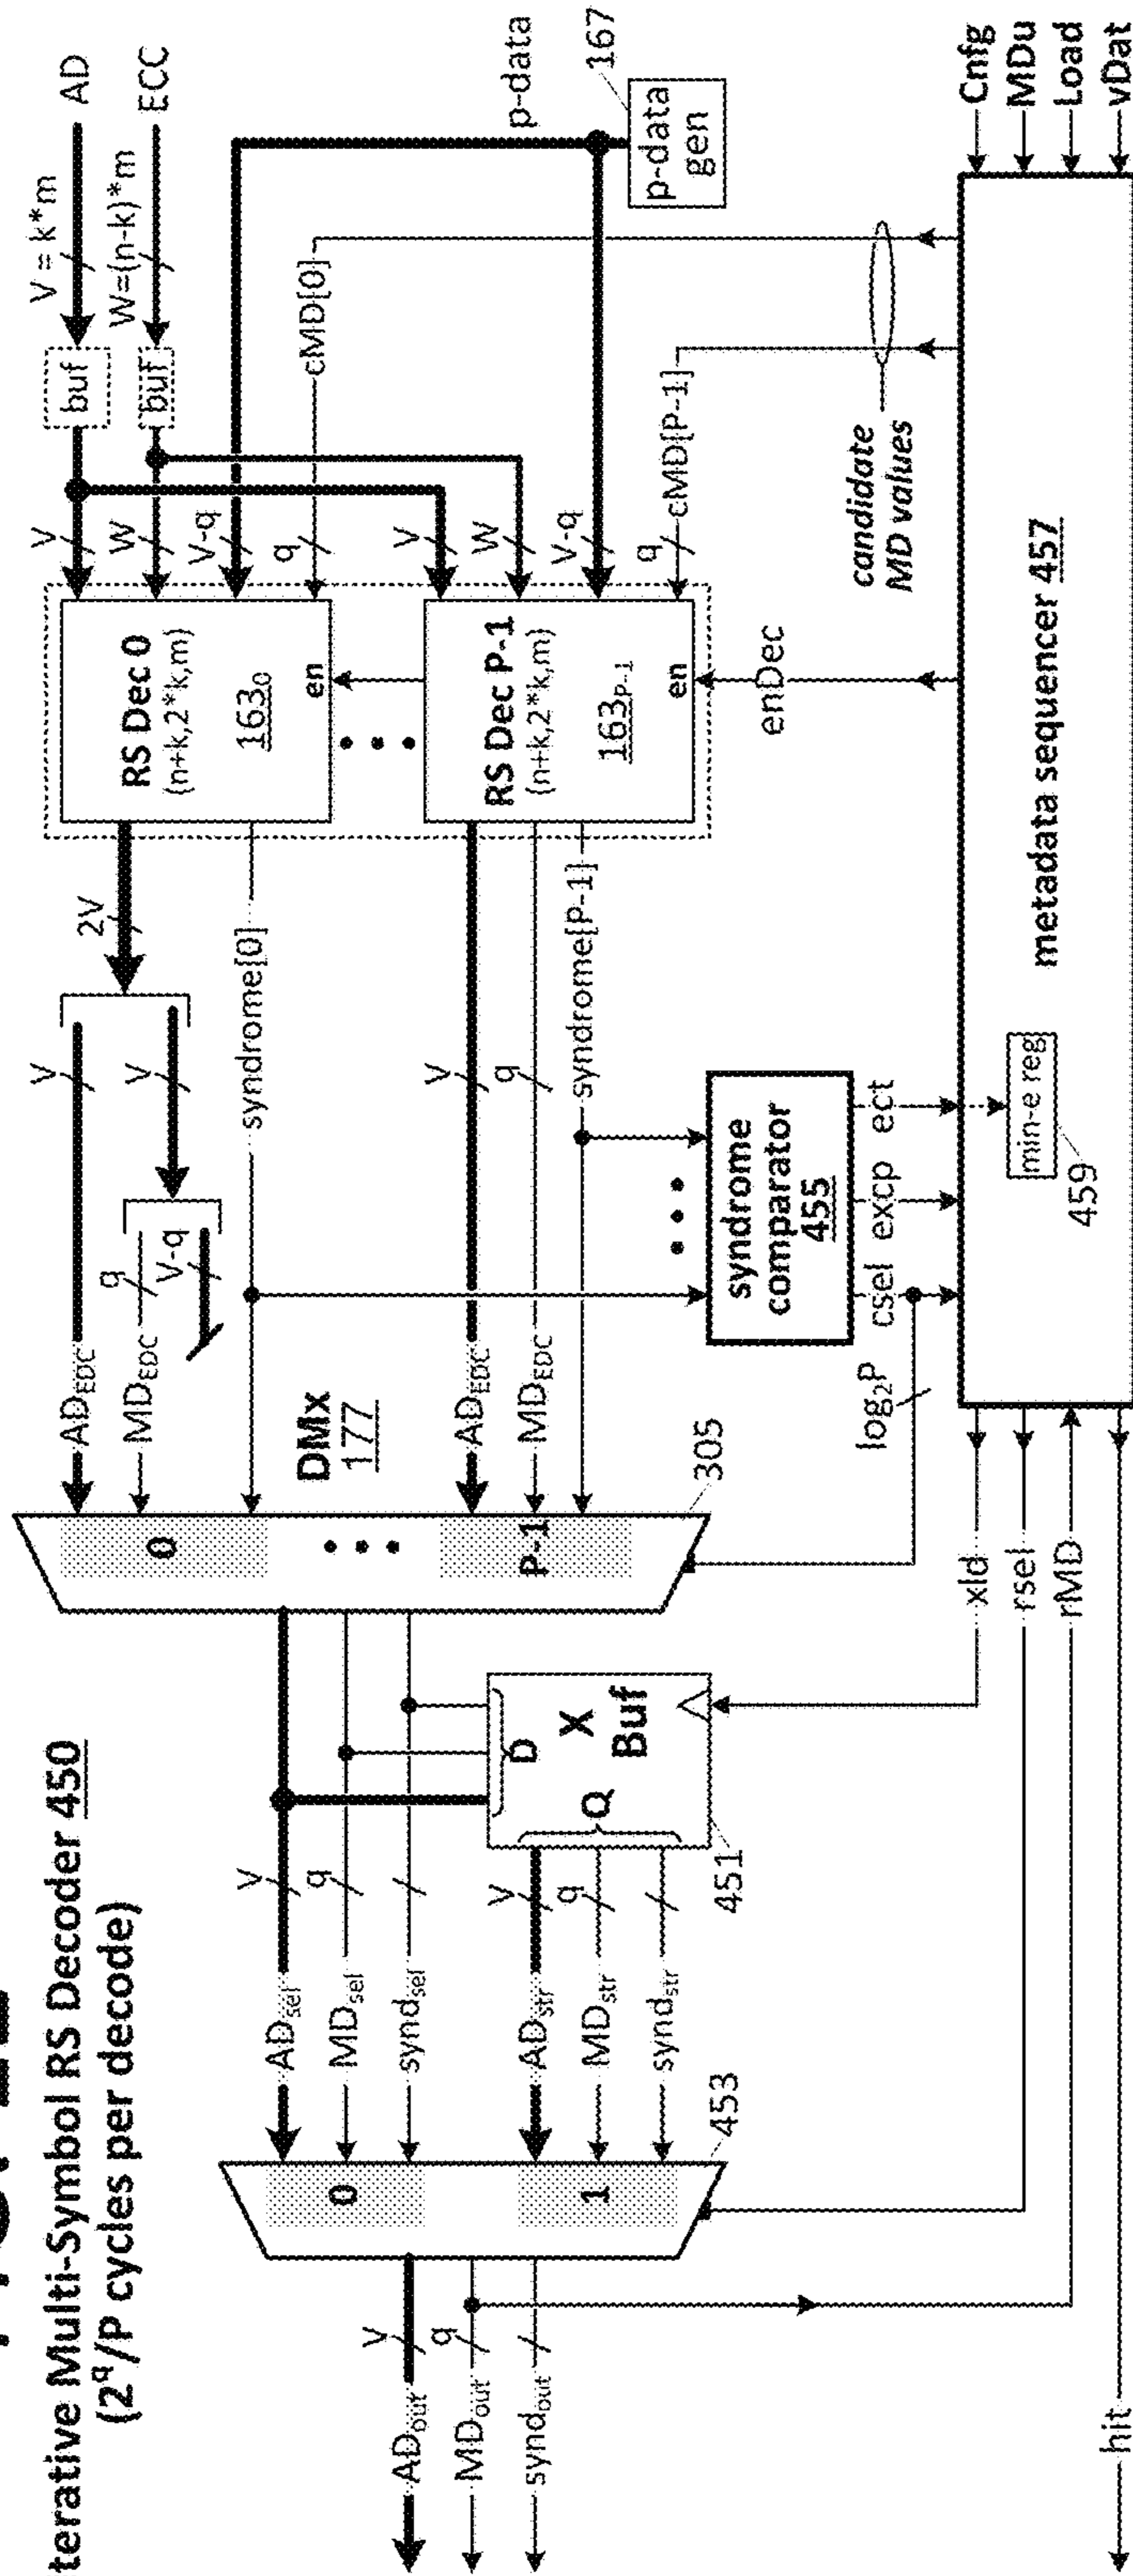 terative Multi-Symbol RS Decoder 450
(2^q/P cycles per decode)
V = k*m
AD
W=(n-k)*m
ECC
buf
buf
p-data
167
p-data
gen
V
W
V-q
q
cMD[0]
V
W
V-q
q
cMD[P-1]
candidate
MD values
RS Dec 0
(n+k,2*k,m)
163₀
en
RS Dec P-1
(n+k,2*k,m)
163P-1
en
enDec
2V
V
V
q
V-q
syndrome[0]
V
q
syndrome[P-1]
AD_EDC
MD_EDC
DMx
177
AD_EDC
MD_EDC
305
0
P-1
syndrome
comparator
455
csel
excp
ect
log₂P
D
X
Buf
Q
451
V
q
AD_sel
MD_sel
synd_sel
V
q
AD_str
MD_str
synd_str
453
0
1
V
q
AD_out
MD_out
synd_out
metadata sequencer 457
min-e reg
459
Cnfg
MDu
Load
vDat
xld
rsel
rMD
hit